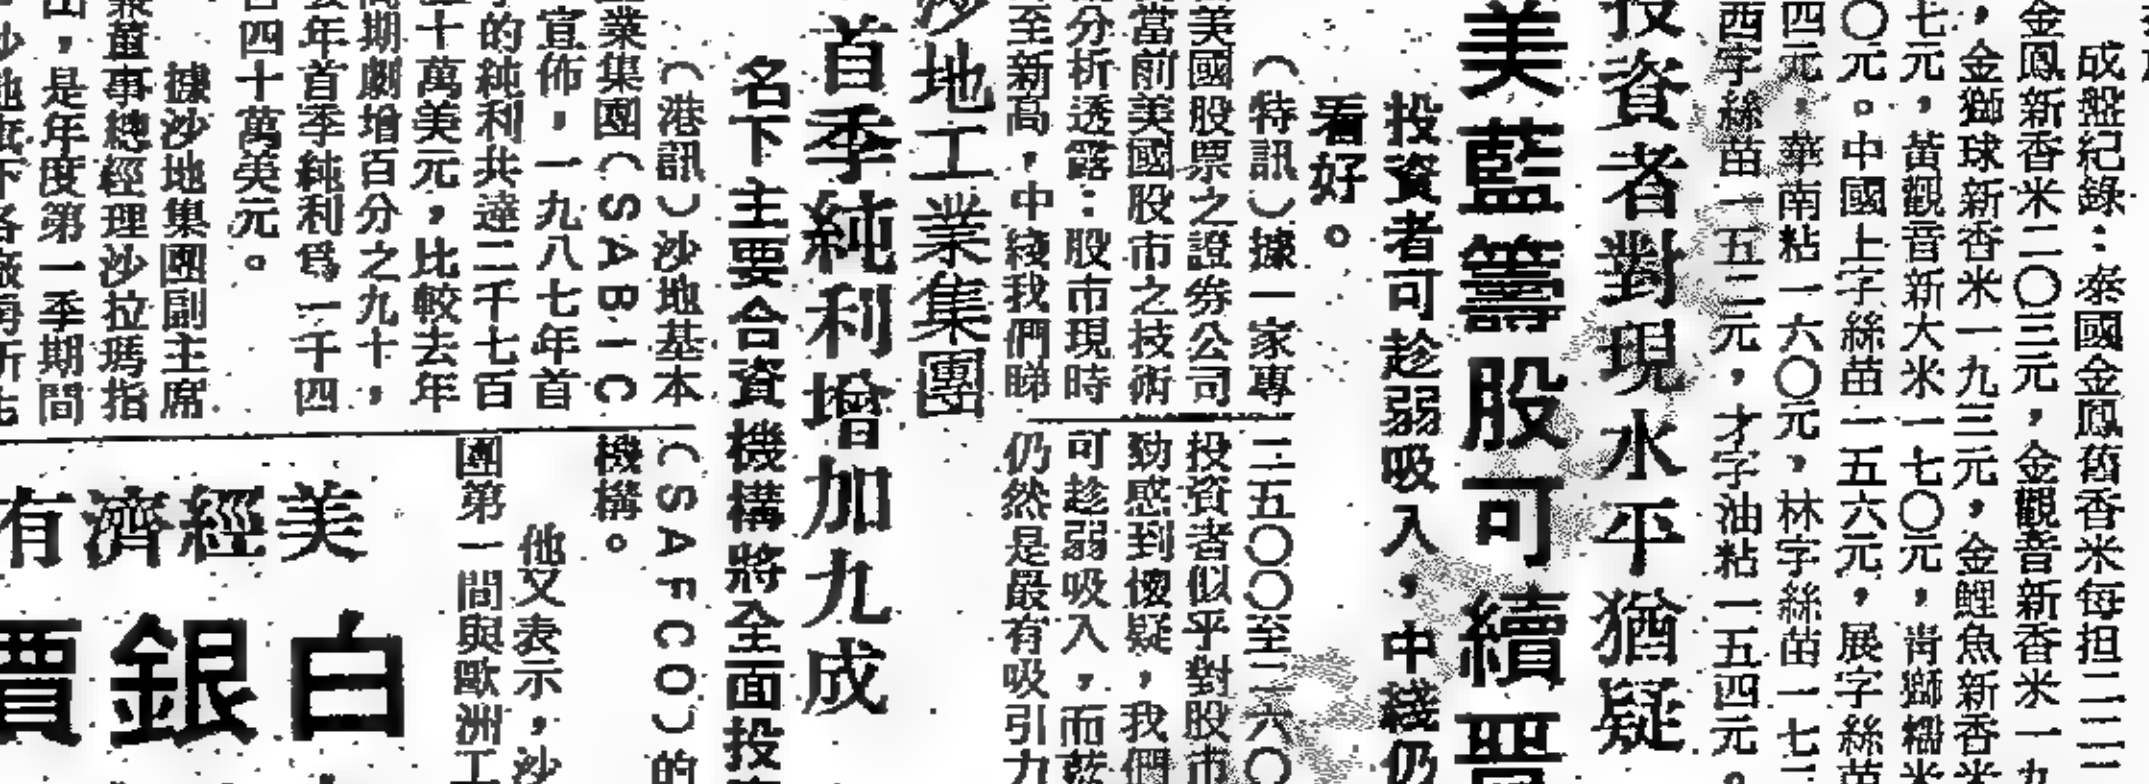 成盤紀錄：泰國金鳳舊香米每担二二二
金鳳新香米二〇三元，金觀音新香米一九
，金獅球新香米一九三元，金鯉魚新香米
七元，黃觀音新大米一七〇元，靑獅糯米
〇元。中國上字絲苗一五六元，展字絲苗
四元，華南粘一六〇元，林字絲苗一七二
西字絲苗一五二元，才字油粘一五四元。
投資者對現水平猶疑
美藍籌股可續買
投資者可趁弱吸入，中綫仍
看好。
（特訊）據一家專
美國股票之證券公司
當前美國股市之技術
分析透露：股市現時
至新高，中綫我們睇
二五〇〇至二六〇
投資者似乎對股市
勁感到懷疑，我們
可趁弱吸入，而藍
仍然是最有吸引力
沙地工業集團
首季純利增加九成
名下主要合資機構將全面投
（港訊）沙地基本
業集團（ＳＡＢＩＣ
宣佈，一九八七年首
的純利共達二千七百
十萬美元，比較去年
期劇增百分之九十，
年首季純利爲一千四
四十萬美元。
據沙地集團副主席
董事總經理沙拉瑪指
，是年度第一季期間
（ＳＡＦＣＯ）的
機構。
他又表示，沙
團第一間與歐洲工
美經濟有
白銀價